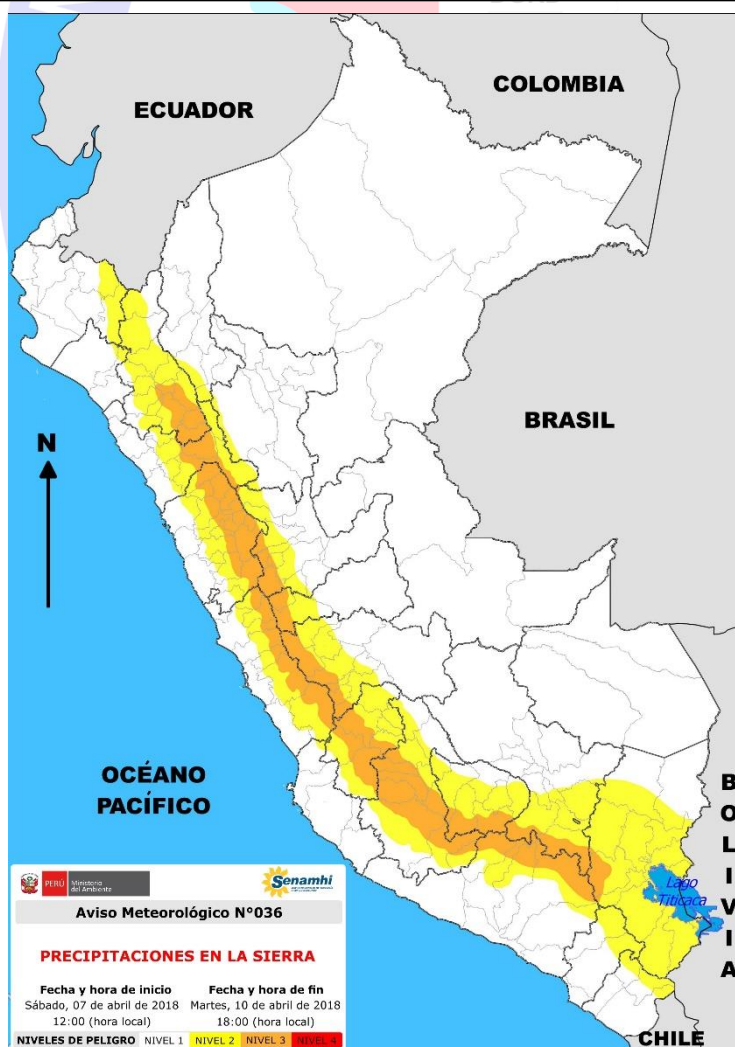 COLOMBIA
ECUADOR
BRASIL
N
OCÉANO
PACÍFICO
BOLIVIA
Lago
Titicaca
CHILE
PERÚ
Ministerio
del Ambiente
Senamhi
Aviso Meteorológico N°036
PRECIPITACIONES EN LA SIERRA
Fecha y hora de inicio
Sábado, 07 de abril de 2018
12:00 (hora local)
Fecha y hora de fin
Martes, 10 de abril de 2018
18:00 (hora local)
NIVELES DE PELIGRO NIVEL 1 NIVEL 2 NIVEL 3 NIVEL 4